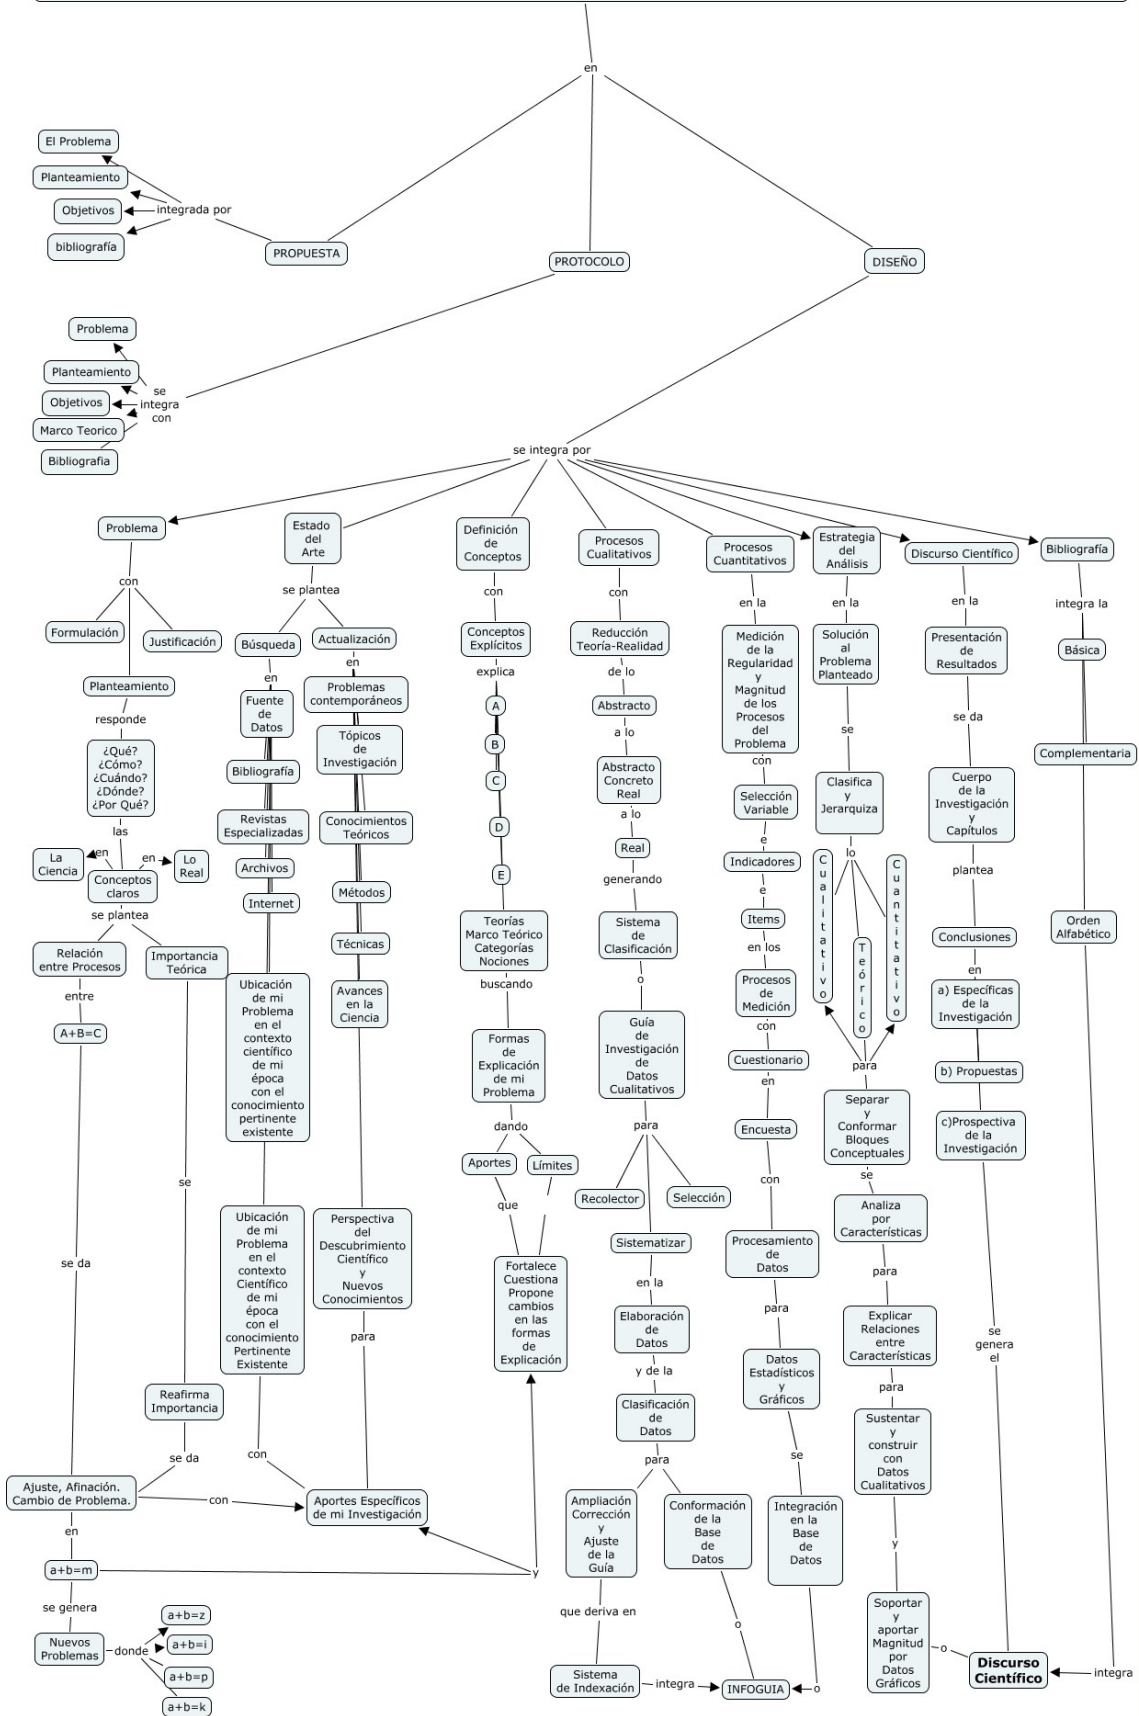 en
El Problema
Planteamiento
Objetivos
bibliografía
integrada por
PROPUESTA
PROTOCOLO
DISEÑO
Problema
Planteamiento
Objetivos
Marco Teorico
Bibliografia
se
integra
con
se integra por
Problema
con
Formulación
Justificación
Planteamiento
responde
¿Qué?
¿Cómo?
¿Cuándo?
¿Dónde?
¿Por Qué?
las
La
Ciencia
en
en
Lo
Real
Conceptos
claros
se plantea
Relación
entre Procesos
Importancia
Teórica
entre
A+B=C
se
se da
Reafirma
Importancia
se da
Ajuste, Afinación.
Cambio de Problema.
con
en
a+b=m
se genera
Nuevos
Problemas
donde
a+b=z
a+b=i
a+b=p
a+b=k
Estado
del
Arte
se plantea
Búsqueda
en
Fuente
de
Datos
Bibliografía
Revistas
Especializadas
Archivos
Internet
Ubicación
de mi
Problema
en el
contexto
científico
de mi
época
con el
conocimiento
pertinente
existente
Ubicación
de mi
Problema
en el
contexto
Científico
de mi
época
con el
conocimiento
Pertinente
Existente
con
Actualización
en
Problemas
contemporáneos
Tópicos
de
Investigación
Conocimientos
Teóricos
Métodos
Técnicas
Avances
en la
Ciencia
Perspectiva
del
Descubrimiento
Científico
y
Nuevos
Conocimientos
para
Aportes Específicos
de mi Investigación
y
Definición
de
Conceptos
con
Conceptos
Explícitos
explica
A
B
C
D
E
Teorías
Marco Teórico
Categorías
Nociones
buscando
Formas
de
Explicación
de mi
Problema
dando
Aportes
Límites
que
Fortalece
Cuestiona
Propone
cambios
en las
formas
de
Explicación
Procesos
Cualitativos
con
Reducción
Teoría-Realidad
de lo
Abstracto
a lo
Abstracto
Concreto
Real
a lo
Real
generando
Sistema
de
Clasificación
o
Guía
de
Investigación
de
Datos
Cualitativos
para
Recolector
Selección
Sistematizar
en la
Elaboración
de
Datos
y de la
Clasificación
de
Datos
para
Ampliación
Corrección
y
Ajuste
de la
Guía
que deriva en
Sistema
de Indexación
integra
Conformación
de la
Base
de
Datos
o
INFOGUIA
Procesos
Cuantitativos
en la
Medición
de la
Regularidad
y
Magnitud
de los
Procesos
del
Problema
con
Selección
Variable
e
Indicadores
e
Items
en los
Procesos
de
Medición
con
Cuestionario
en
Encuesta
con
Procesamiento
de
Datos
para
Datos
Estadísticos
y
Gráficos
se
Integración
en la
Base
de
Datos
o
Estrategia
del
Análisis
en la
Solución
al
Problema
Planteado
se
Clasifica
y
Jerarquiza
lo
Cualitativo
Teórico
Cuantitativo
para
Separar
y
Conformar
Bloques
Conceptuales
se
Analiza
por
Características
para
Explicar
Relaciones
entre
Características
para
Sustentar
y
construir
con
Datos
Cualitativos
y
Soportar
y
aportar
Magnitud
por
Datos
Gráficos
o
Discurso Científico
en la
Presentación
de
Resultados
se da
Cuerpo
de la
Investigación
y
Capítulos
plantea
Conclusiones
en
a) Específicas
de la
Investigación
b) Propuestas
c)Prospectiva
de la
Investigación
se
genera
el
Discurso
Científico
Bibliografía
integra la
Básica
Complementaria
Orden
Alfabético
integra